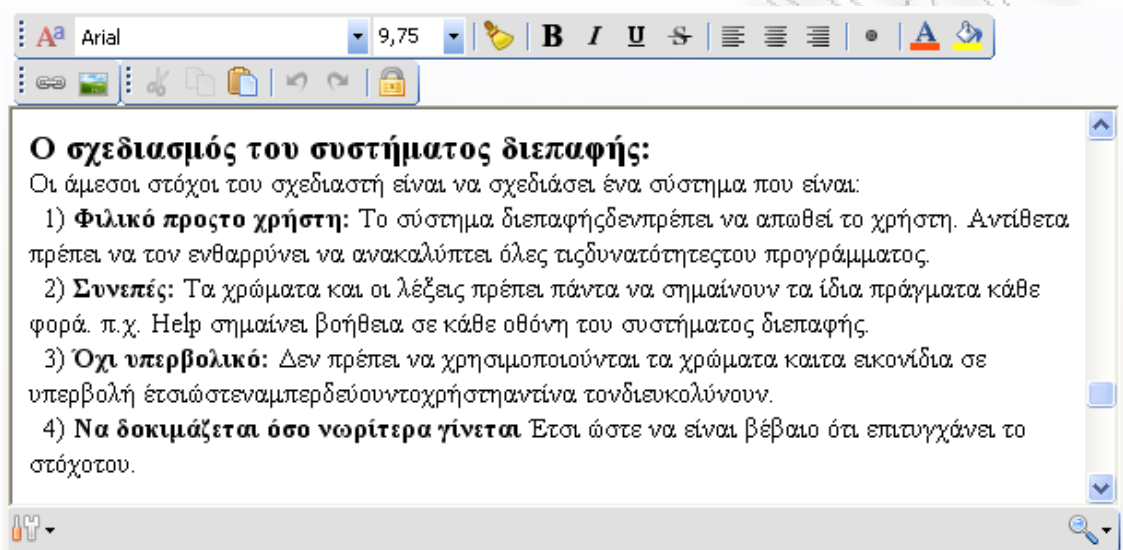 Arial 9,75 B I U S A
Ο σχεδιασμός του συστήματος διεπαφής:
Οι άμεσοι στόχοι του σχεδιαστή είναι να σχεδιάσει ένα σύστημα που είναι:
1) Φιλικό προςτο χρήστη: Το σύστημα διεπαφήςδενπρέπει να απωθεί το χρήστη. Αντίθετα
πρέπει να τον ενθαρρύνει να ανακαλύπτει όλες τιςδυνατότητεςτου προγράμματος.
2) Συνεπές: Τα χρώματα και οι λέξεις πρέπει πάντα να σημαίνουν τα ίδια πράγματα κάθε
φορά. π.χ. Help σημαίνει βοήθεια σε κάθε οθόνη του συστήματος διεπαφής.
3) Όχι υπερβολικό: Δεν πρέπει να χρησιμοποιούνται τα χρώματα καιτα εικονίδια σε
υπερβολή έτσιώστεναμπερδεύουντοχρήστηαντίνα τονδιευκολύνουν.
4) Να δοκιμάζεται όσο νωρίτερα γίνεται Έτσι ώστε να είναι βέβαιο ότι επιτυγχάνει το
στόχοτου.